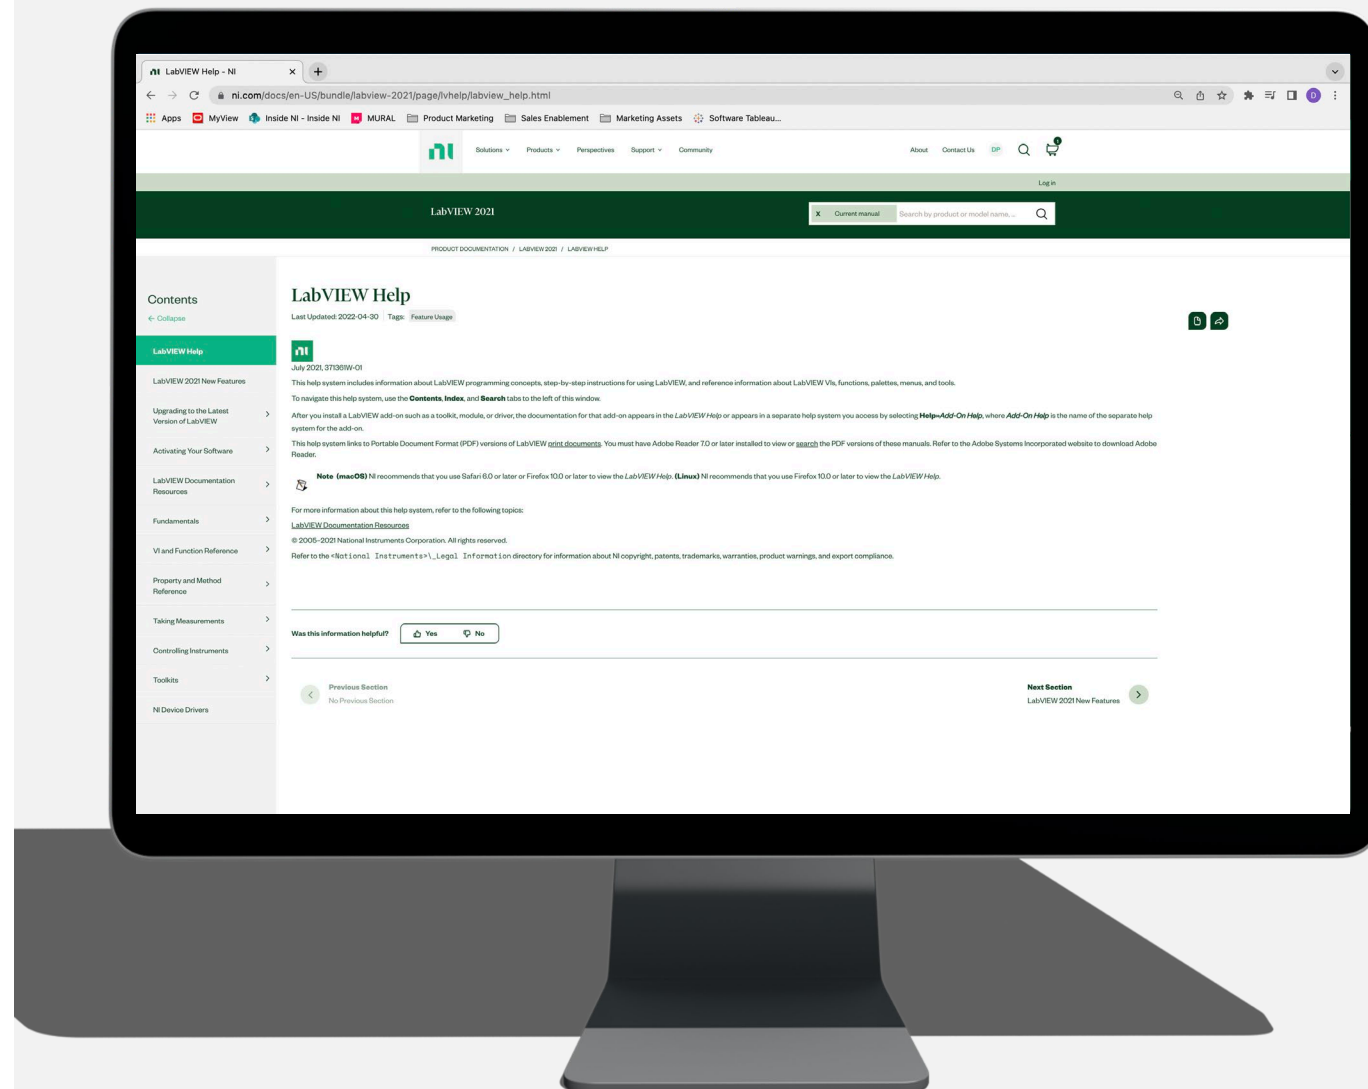 LabVIEW Help - NI
ni.com/docs/en-US/bundle/labview-2021/page/lvhelp/labview_help.html
Apps MyView Inside NI - Inside NI MURAL Product Marketing Sales Enablement Marketing Assets Software Tableau...
D
nı Solutions Products Perspectives Support Community About Contact Us DP 1
Log in
LabVIEW 2021 X Current manual Search by product or model name, ...
PRODUCT DOCUMENTATION / LABVIEW 2021 / LABVIEW HELP
Contents
← Collapse
LabVIEW Help
LabVIEW 2021 New Features
Upgrading to the Latest
Version of LabVIEW
Activating Your Software
LabVIEW Documentation
Resources
Fundamentals
VI and Function Reference
Property and Method
Reference
Taking Measurements
Controlling Instruments
Toolkits
NI Device Drivers
LabVIEW Help
Last Updated: 2022-04-30 Tags: Feature Usage
nı
July 2021, 371361W-01
This help system includes information about LabVIEW programming concepts, step-by-step instructions for using LabVIEW, and reference information about LabVIEW VIs, functions, palettes, menus, and tools.
To navigate this help system, use the Contents, Index, and Search tabs to the left of this window.
After you install a LabVIEW add-on such as a toolkit, module, or driver, the documentation for that add-on appears in the LabVIEW Help or appears in a separate help system you access by selecting Help»Add-On Help, where Add-On Help is the name of the separate help
system for the add-on.
This help system links to Portable Document Format (PDF) versions of LabVIEW print documents. You must have Adobe Reader 7.0 or later installed to view or search the PDF versions of these manuals. Refer to the Adobe Systems Incorporated website to download Adobe
Reader.
Note (macOS) NI recommends that you use Safari 6.0 or later or Firefox 10.0 or later to view the LabVIEW Help. (Linux) NI recommends that you use Firefox 10.0 or later to view the LabVIEW Help.
For more information about this help system, refer to the following topics:
LabVIEW Documentation Resources
© 2005–2021 National Instruments Corporation. All rights reserved.
Refer to the <National Instruments>\_Legal Information directory for information about NI copyright, patents, trademarks, warranties, product warnings, and export compliance.
Was this information helpful? Yes No
Previous Section
No Previous Section
Next Section
LabVIEW 2021 New Features